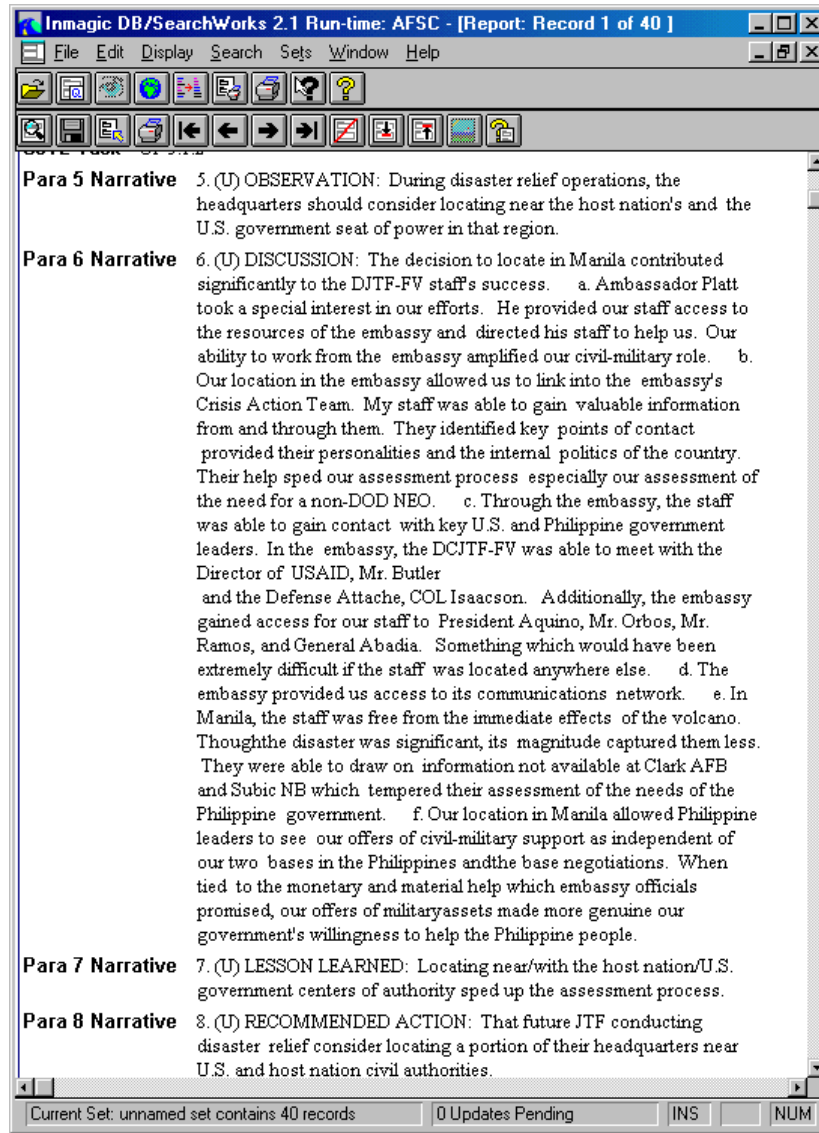 Inmagic DB/SearchWorks 2.1 Run-time: AFSC - [Report: Record 1 of 40 ]
File Edit Display Search Sets Window Help
Para 5 Narrative 5. (U) OBSERVATION: During disaster relief operations, the
headquarters should consider locating near the host nation's and the
U.S. government seat of power in that region.
Para 6 Narrative 6. (U) DISCUSSION: The decision to locate in Manila contributed
significantly to the DJTF-FV staff's success. a. Ambassador Platt
took a special interest in our efforts. He provided our staff access to
the resources of the embassy and directed his staff to help us. Our
ability to work from the embassy amplified our civil-military role. b.
Our location in the embassy allowed us to link into the embassy's
Crisis Action Team. My staff was able to gain valuable information
from and through them. They identified key points of contact
provided their personalities and the internal politics of the country.
Their help sped our assessment process especially our assessment of
the need for a non-DOD NEO. c. Through the embassy, the staff
was able to gain contact with key U.S. and Philippine government
leaders. In the embassy, the DCJTF-FV was able to meet with the
Director of USAID, Mr. Butler
and the Defense Attache, COL Isaacson. Additionally, the embassy
gained access for our staff to President Aquino, Mr. Orbos, Mr.
Ramos, and General Abadia. Something which would have been
extremely difficult if the staff was located anywhere else. d. The
embassy provided us access to its communications network. e. In
Manila, the staff was free from the immediate effects of the volcano.
Thoughthe disaster was significant, its magnitude captured them less.
They were able to draw on information not available at Clark AFB
and Subic NB which tempered their assessment of the needs of the
Philippine government. f. Our location in Manila allowed Philippine
leaders to see our offers of civil-military support as independent of
our two bases in the Philippines andthe base negotiations. When
tied to the monetary and material help which embassy officials
promised, our offers of militaryassets made more genuine our
government's willingness to help the Philippine people.
Para 7 Narrative 7. (U) LESSON LEARNED: Locating near/with the host nation/U.S.
government centers of authority sped up the assessment process.
Para 8 Narrative 8. (U) RECOMMENDED ACTION: That future JTF conducting
disaster relief consider locating a portion of their headquarters near
U.S. and host nation civil authorities.
Current Set: unnamed set contains 40 records 0 Updates Pending INS NUM